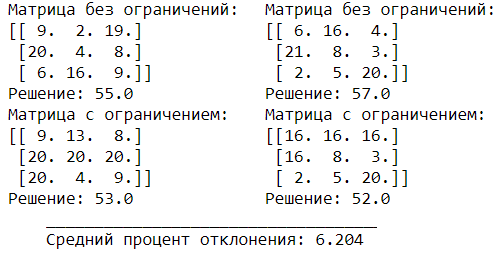 Матрица без ограничений:
[[ 9.  2. 19.]
 [20.  4.  8.]
 [ 6. 16.  9.]]
Решение: 55.0
Матрица с ограничением:
[[ 9. 13.  8.]
 [20. 20. 20.]
 [20.  4.  9.]]
Решение: 53.0
Матрица без ограничений:
[[ 6. 16.  4.]
 [21.  8.  3.]
 [ 2.  5. 20.]]
Решение: 57.0
Матрица с ограничением:
[[16. 16. 16.]
 [16.  8.  3.]
 [ 2.  5. 20.]]
Решение: 52.0
Средний процент отклонения: 6.204